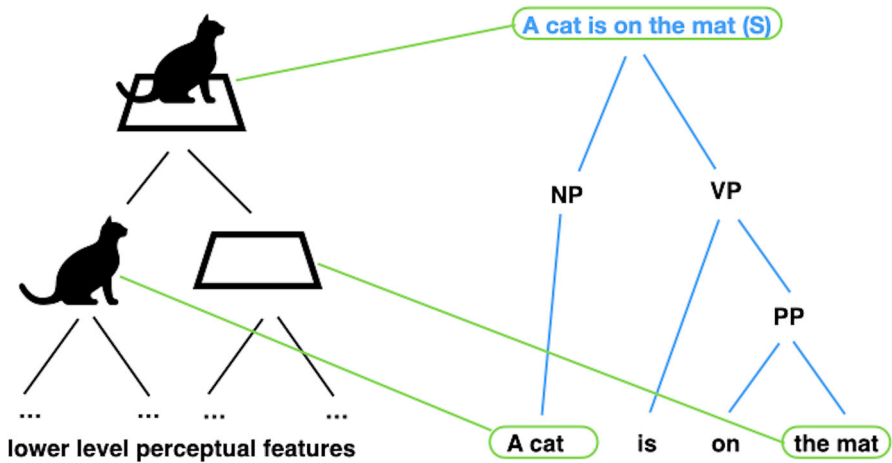 A cat is on the mat (S)
NP VP
PP
... ... ... ...
A cat is on the mat
lower level perceptual features